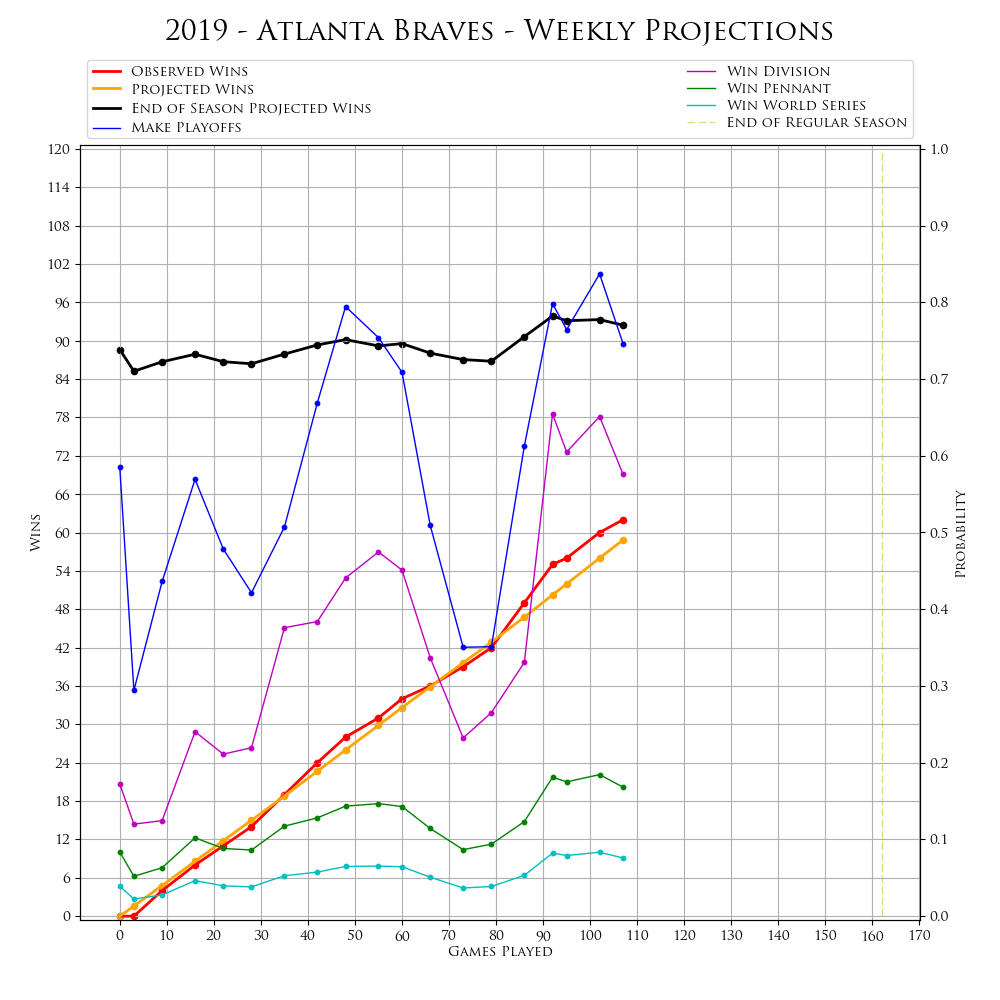 2019 - Atlanta Braves - Weekly Projections
Observed Wins
Projected Wins
End of Season Projected Wins
Make Playoffs
Win Division
Win Pennant
Win World Series
End of Regular Season
120
114
108
102
96
90
84
78
72
66
60
54
48
42
36
30
24
18
12
6
0
Wins
1.0
0.9
0.8
0.7
0.6
0.5
0.4
0.3
0.2
0.1
0.0
Probability
0 10 20 30 40 50 60 70 80 90 100 110 120 130 140 150 160 170
Games Played